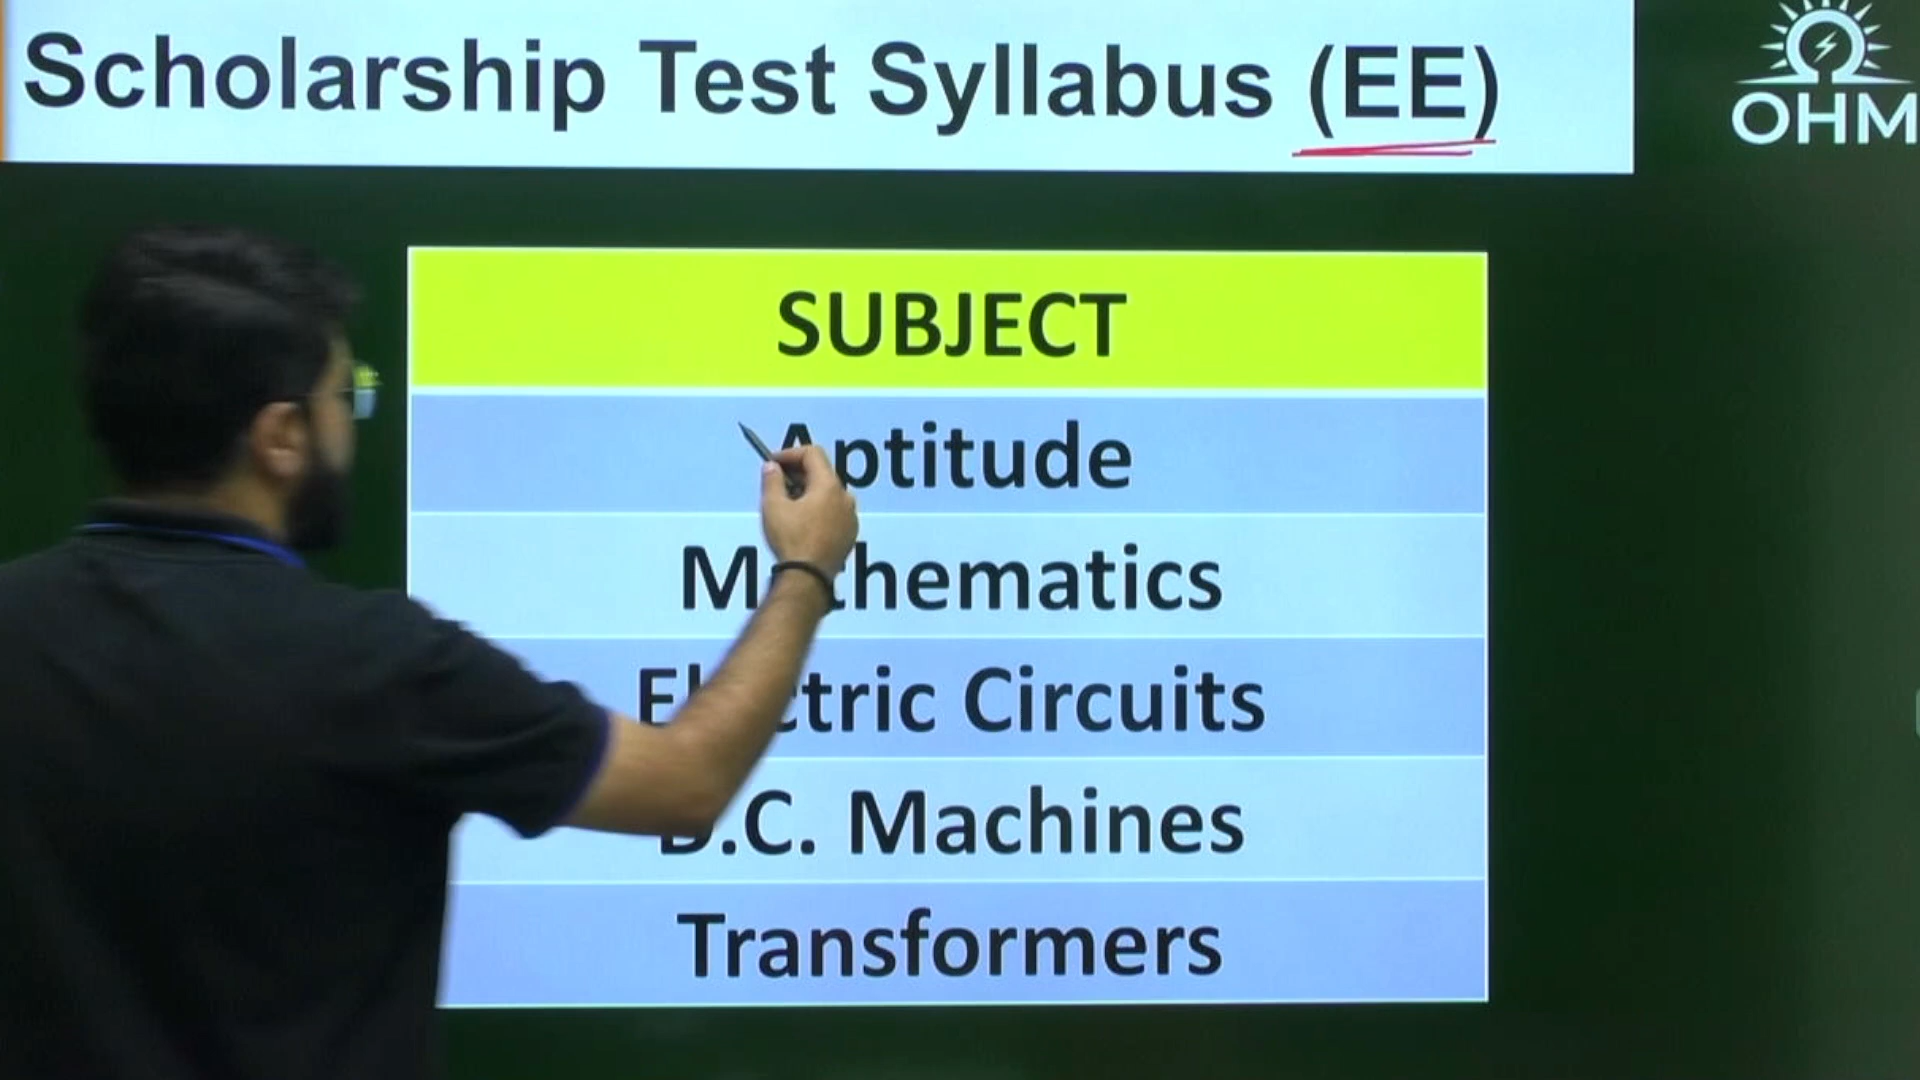 Scholarship Test Syllabus (EE)
OHM
SUBJECT
Aptitude
Mathematics
Electric Circuits
D.C. Machines
Transformers